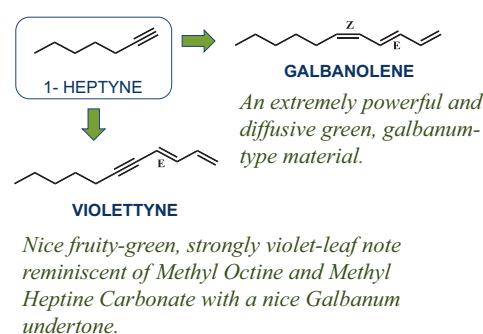 Z
E
GALBANOLENE
1- HEPTYNE
An extremely powerful and
diffusive green, galbanum-
type material.
E
VIOLETTYNE
Nice fruity-green, strongly violet-leaf note
reminiscent of Methyl Octine and Methyl
Heptine Carbonate with a nice Galbanum
undertone.